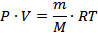 P · V = m/M · RT